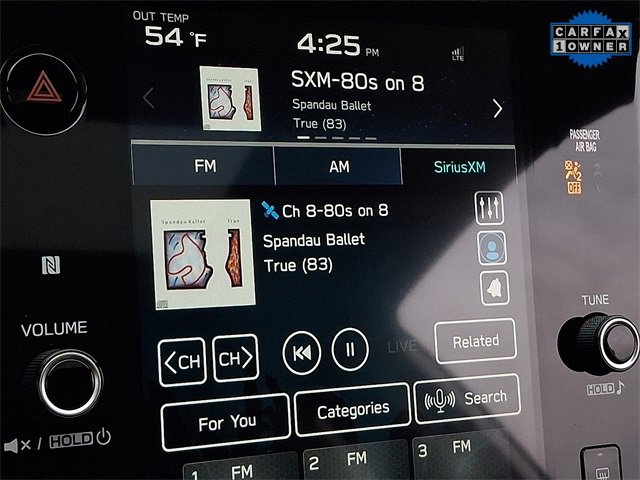 OUT TEMP
54 °F
4:25 PM
LTE
CARFAX
1 OWNER
SXM-80s on 8
Spandau Ballet
True (83)
PASSENGER
AIR BAG
OFF
FM
AM
SiriusXM
Spandau Ballet True
Ch 8-80s on 8
Spandau Ballet
True (83)
N
VOLUME
TUNE
<CH
CH>
LIVE
Related
HOLD
For You
Categories
Search
HOLD
1 FM
2 FM
3 FM